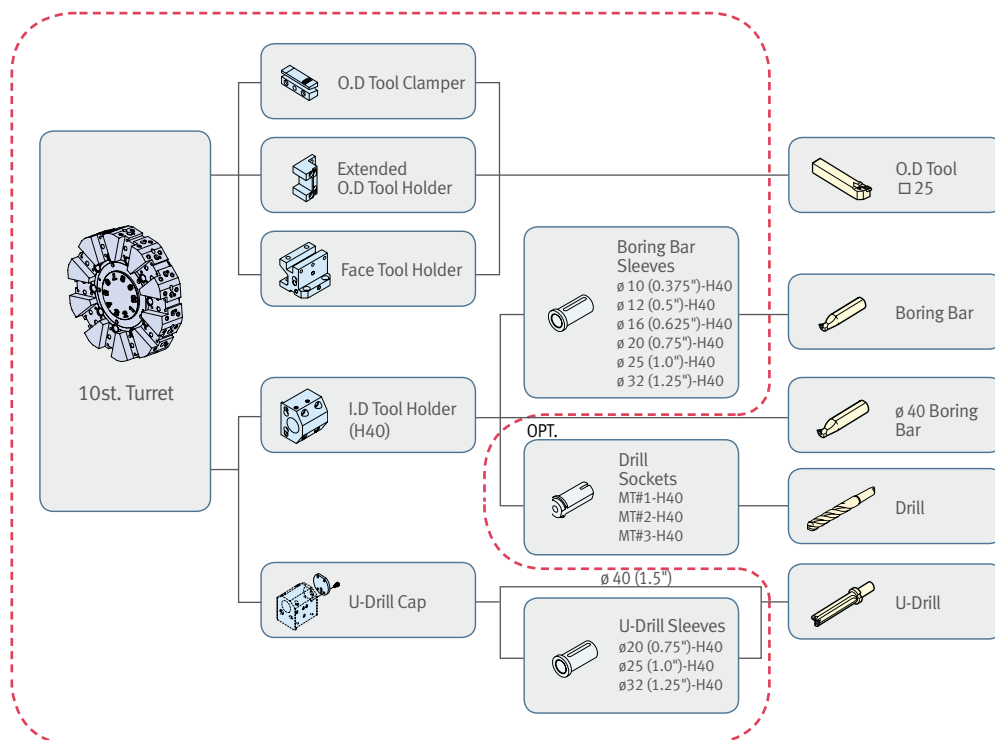 O.D Tool Clamper
Extended
O.D Tool Holder
Face Tool Holder
10st. Turret
I.D Tool Holder
(H40)
U-Drill Cap
Boring Bar
Sleeves
ø 10 (0.375")-H40
ø 12 (0.5")-H40
ø 16 (0.625")-H40
ø 20 (0.75")-H40
ø 25 (1.0")-H40
ø 32 (1.25")-H40
OPT.
Drill
Sockets
MT#1-H40
MT#2-H40
MT#3-H40
ø 40 (1.5")
U-Drill Sleeves
ø20 (0.75")-H40
ø25 (1.0")-H40
ø32 (1.25")-H40
O.D Tool
□ 25
Boring Bar
ø 40 Boring
Bar
Drill
U-Drill